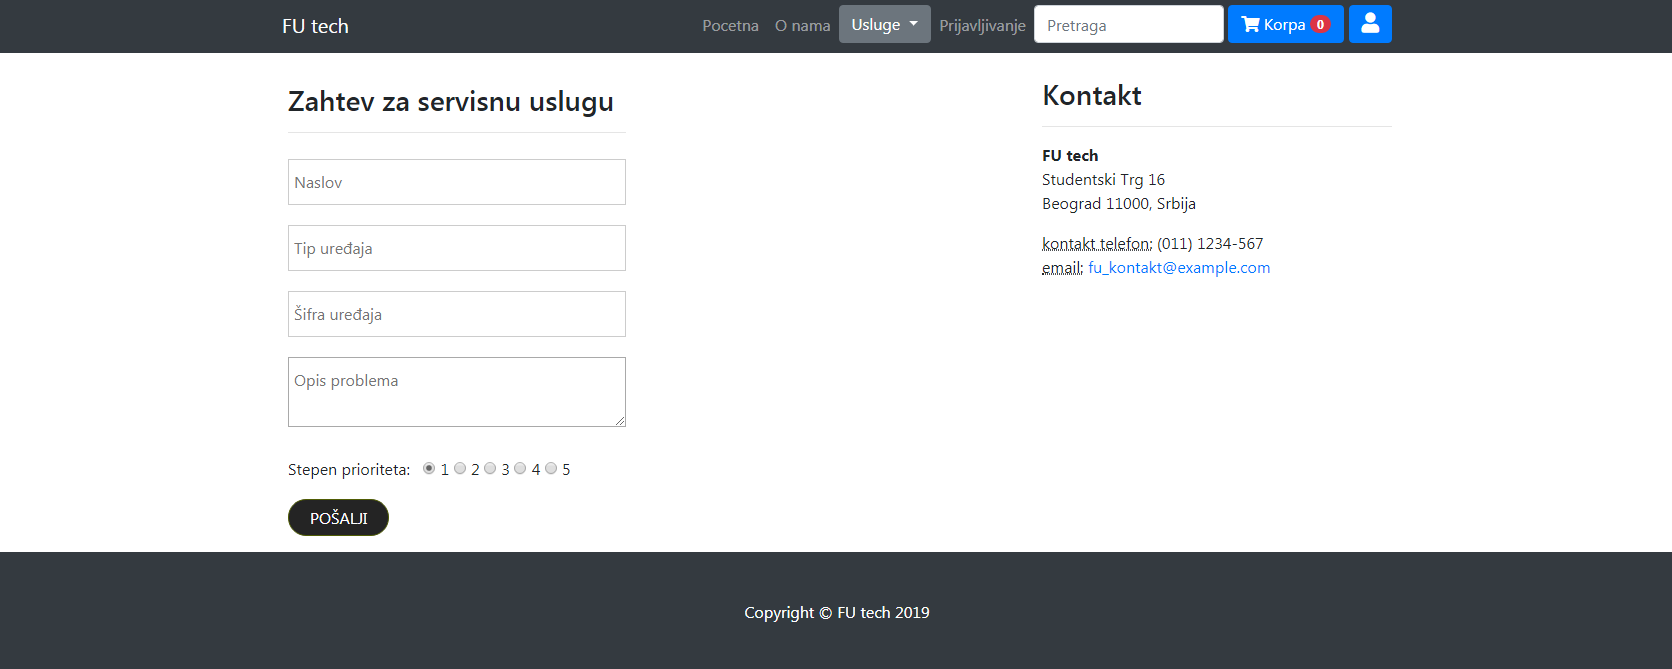 FU tech
Pocetna O nama Usluge Prijavljivanje Pretraga Korpa 0
Zahtev za servisnu uslugu
Naslov
Tip uređaja
Šifra uređaja
Opis problema
Stepen prioriteta: 1 2 3 4 5
POŠALJI
Kontakt
FU tech
Studentski Trg 16
Beograd 11000, Srbija
kontakt telefon: (011) 1234-567
email: fu_kontakt@example.com
Copyright © FU tech 2019